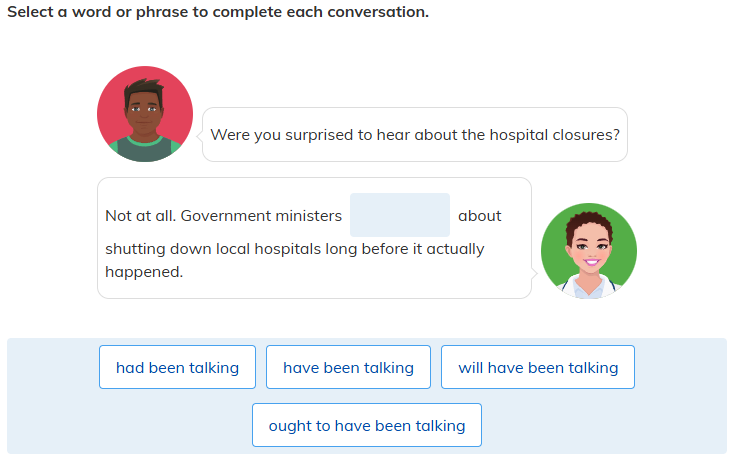 Select a word or phrase to complete each conversation.
Were you surprised to hear about the hospital closures?
Not at all. Government ministers about
shutting down local hospitals long before it actually
happened.
had been talking
have been talking
will have been talking
ought to have been talking